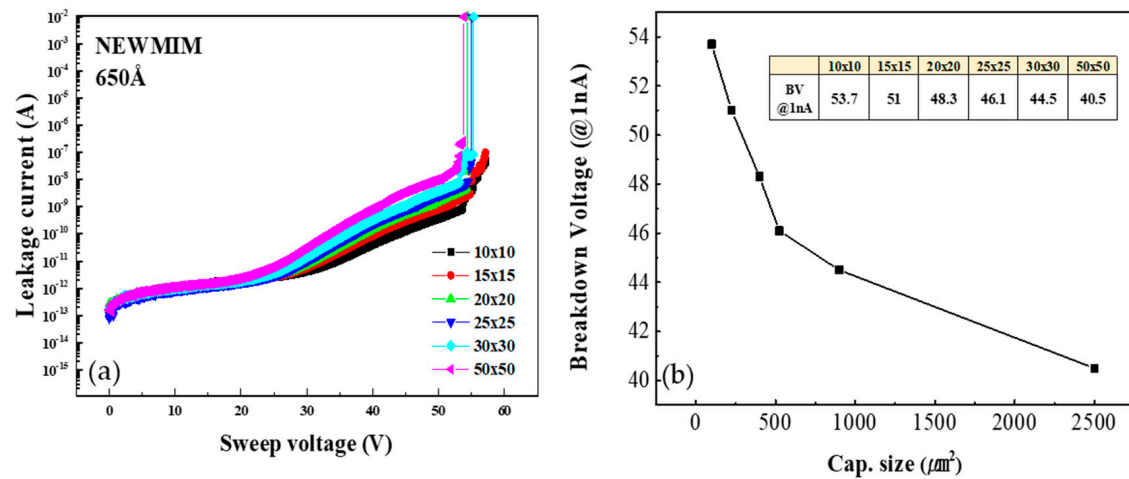 NEWMIM
650Å
Leakage current (A)
10⁻²
10⁻³
10⁻⁴
10⁻⁵
10⁻⁶
10⁻⁷
10⁻⁸
10⁻⁹
10⁻¹⁰
10⁻¹¹
10⁻¹²
10⁻¹³
10⁻¹⁴
10⁻¹⁵
10x10
15x15
20x20
25x25
30x30
50x50
(a)
0 10 20 30 40 50 60
Sweep voltage (V)
Breakdown Voltage (@1nA)
54
52
50
48
46
44
42
40
10x10 15x15 20x20 25x25 30x30 50x50
BV
@1nA 53.7 51 48.3 46.1 44.5 40.5
(b)
0 500 1000 1500 2000 2500
Cap. size (㎛²)